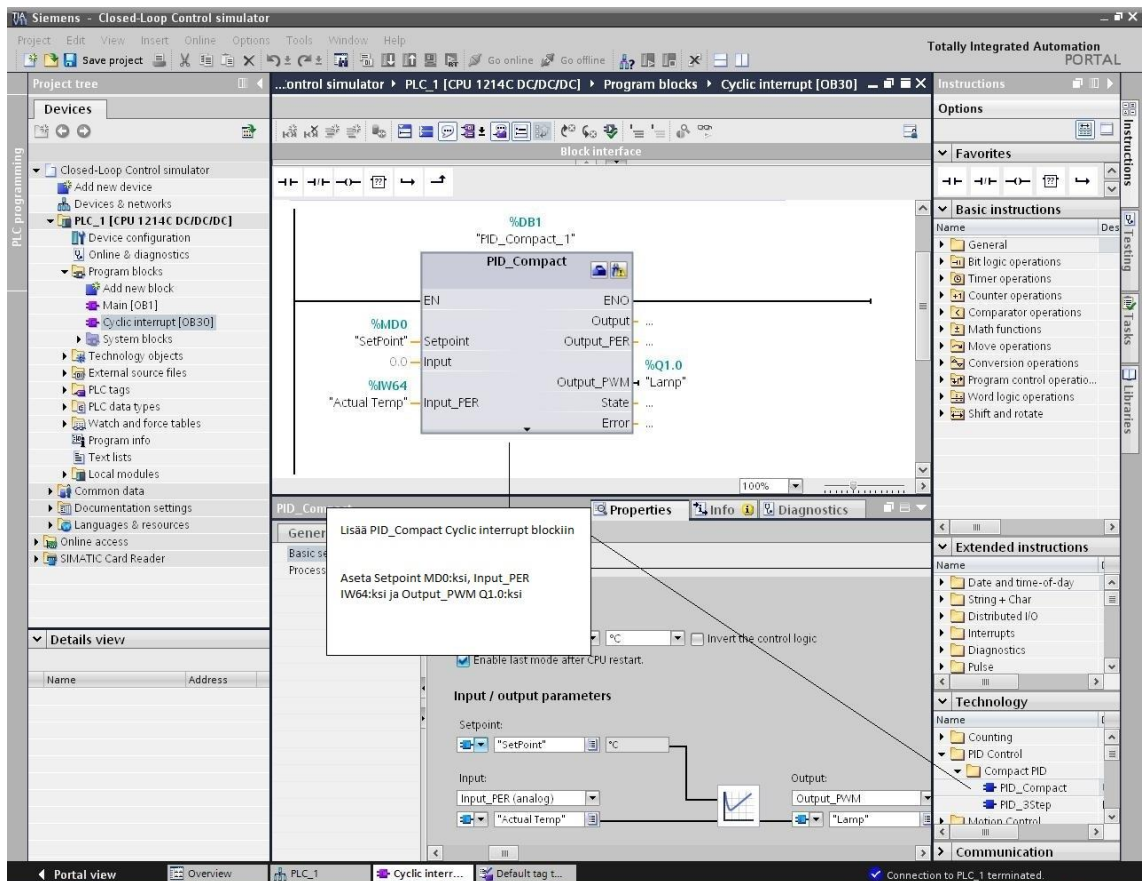 Siemens - Closed-Loop Control simulator
Project Edit View Insert Online Options Tools Window Help
Totally Integrated Automation
PORTAL
Save project
Go online
Go offline
Project tree
...ontrol simulator ▸ PLC_1 [CPU 1214C DC/DC/DC] ▸ Program blocks ▸ Cyclic interrupt [OB30]
Instructions
Devices
Options
PLC programming
Closed-Loop Control simulator
Add new device
Devices & networks
PLC_1 [CPU 1214C DC/DC/DC]
Device configuration
Online & diagnostics
Program blocks
Add new block
Main [OB1]
Cyclic interrupt [OB30]
System blocks
Technology objects
External source files
PLC tags
PLC data types
Watch and force tables
Program info
Text lists
Local modules
Common data
Documentation settings
Languages & resources
Online access
SIMATIC Card Reader
Details view
Name Address
Block interface
%DB1
"PID_Compact_1"
PID_Compact
EN ENO
%MD0
"SetPoint" Setpoint
0.0 Input
%IW64
"Actual Temp" Input_PER
Output ...
Output_PER ...
%Q1.0
Output_PWM "Lamp"
State ...
Error ...
100%
PID_Com
Properties
Info
Diagnostics
Gener
Basic se
Process
Lisää PID_Compact Cyclic interrupt blockiin
Aseta Setpoint MD0:ksi, Input_PER
IW64:ksi ja Output_PWM Q1.0:ksi
°C
Invert the control logic
Enable last mode after CPU restart.
Input / output parameters
Setpoint:
"SetPoint" °C
Input: Output:
Input_PER (analog) Output_PWM
"Actual Temp" "Lamp"
Favorites
Basic instructions
Name Des
General
Bit logic operations
Timer operations
Counter operations
Comparator operations
Math functions
Move operations
Conversion operations
Program control operatio...
Word logic operations
Shift and rotate
Extended instructions
Name
Date and time-of-day
String + Char
Distributed I/O
Interrupts
Diagnostics
Pulse
Technology
Name
Counting
PID Control
Compact PID
PID_Compact
PID_3Step
Motion Control
Communication
Instructions
Testing
Tasks
Libraries
Portal view
Overview
PLC_1
Cyclic interr...
Default tag t...
Connection to PLC_1 terminated.